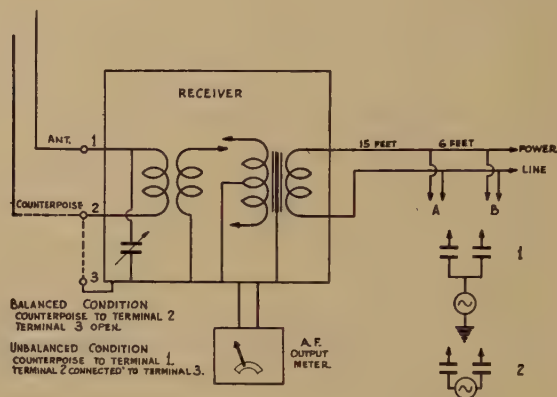 RECEIVER
ANT. 1
15 FEET 6 FEET POWER
LINE
COUNTERPOISE 2
A B
3
1
BALANCED CONDITION
COUNTERPOISE TO TERMINAL 2
TERMINAL 3 OPEN.
UNBALANCED CONDITION
COUNTERPOISE TO TERMINAL 1.
TERMINAL 2 CONNECTED TO TERMINAL 3.
A.F.
OUTPUT
METER
2